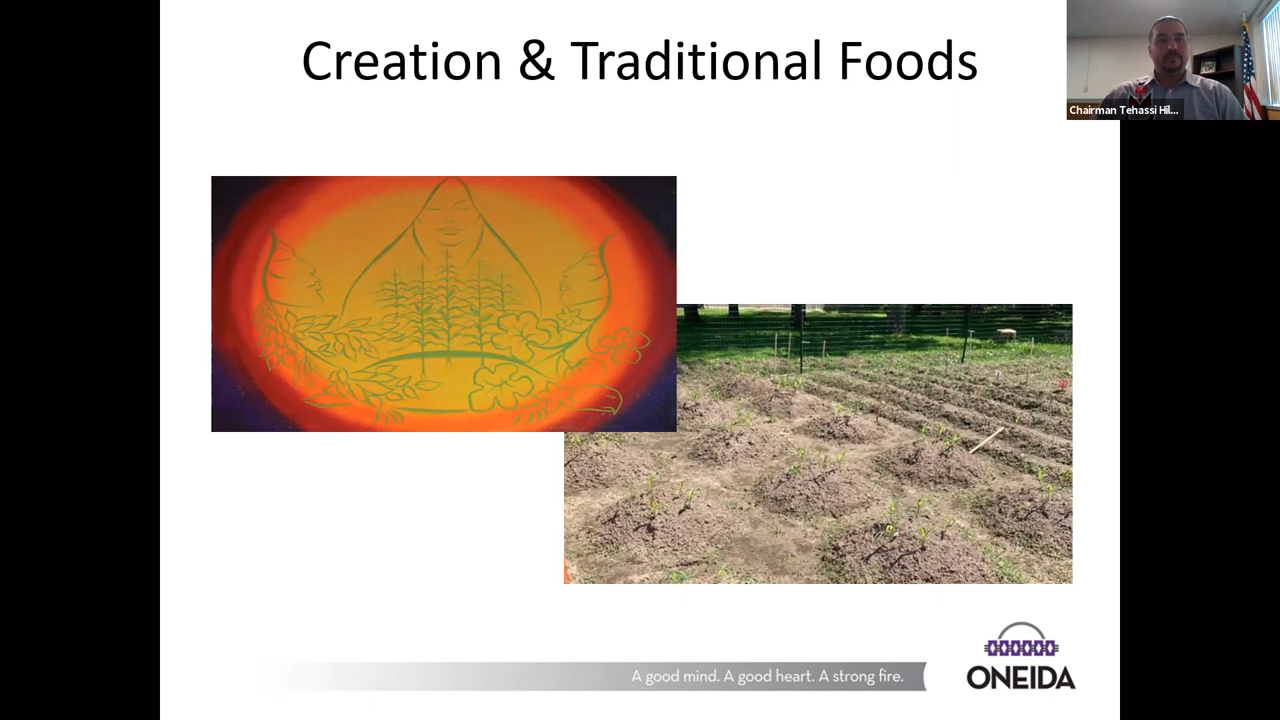 Creation & Traditional Foods
Chairman Tehassi Hil...
A good mind. A good heart. A strong fire.
ONEIDA